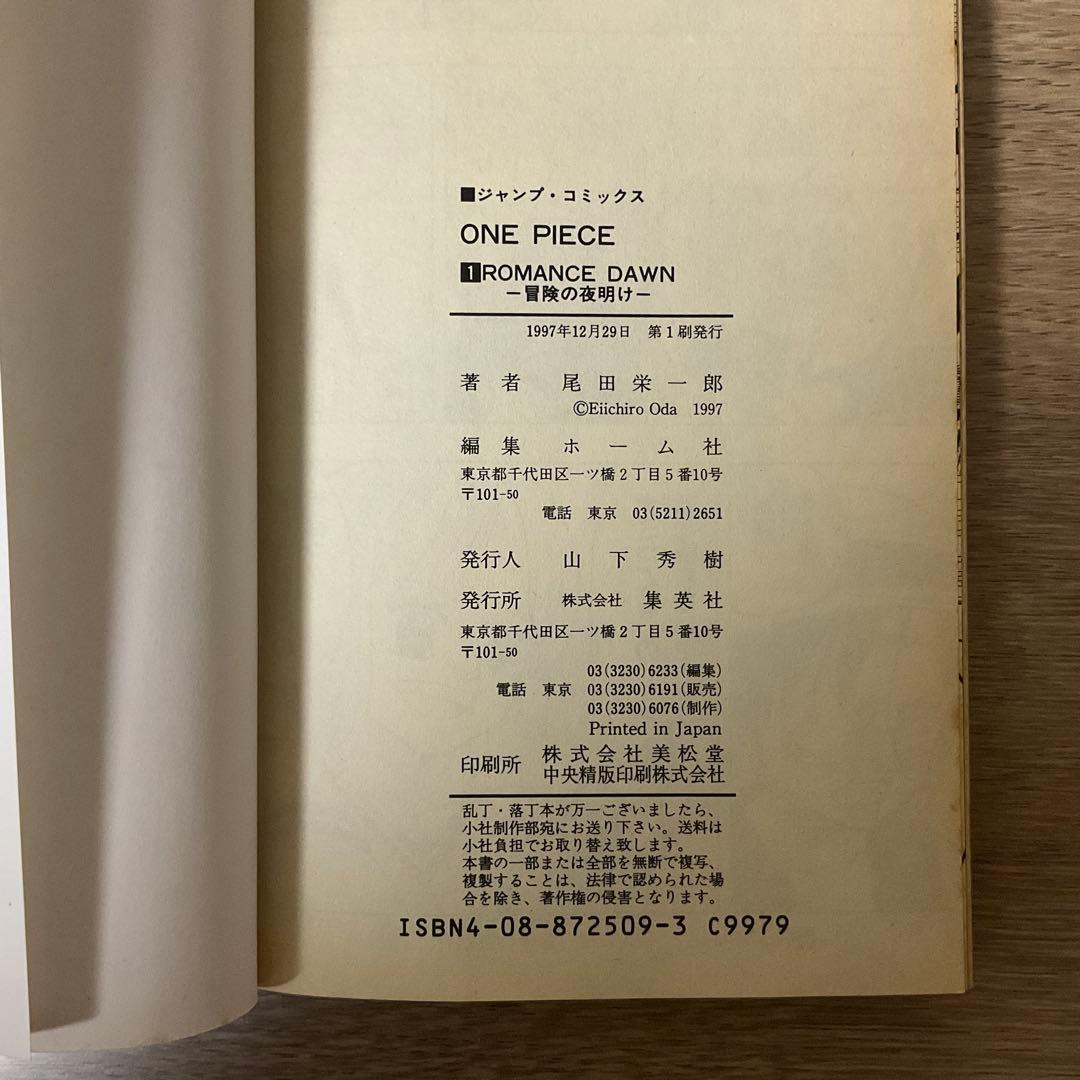 ■ジャンプ・コミックス
ONE PIECE
1 ROMANCE DAWN
―冒険の夜明け―
1997年12月29日 第1刷発行
著者 尾田栄一郎
©Eiichiro Oda 1997
編集 ホーム社
東京都千代田区一ツ橋2丁目5番10号
〒101-50
電話 東京 03(5211)2651
発行人 山下秀樹
発行所 株式会社 集英社
東京都千代田区一ツ橋2丁目5番10号
〒101-50
03(3230)6233(編集)
電話 東京 03(3230)6191(販売)
03(3230)6076(制作)
Printed in Japan
印刷所 株式会社美松堂
中央精版印刷株式会社
乱丁・落丁本が万一ございましたら、
小社制作部宛にお送り下さい。送料は
小社負担でお取り替え致します。
本書の一部または全部を無断で複写、
複製することは、法律で認められた場
合を除き、著作権の侵害となります。
ISBN4-08-872509-3 C9979